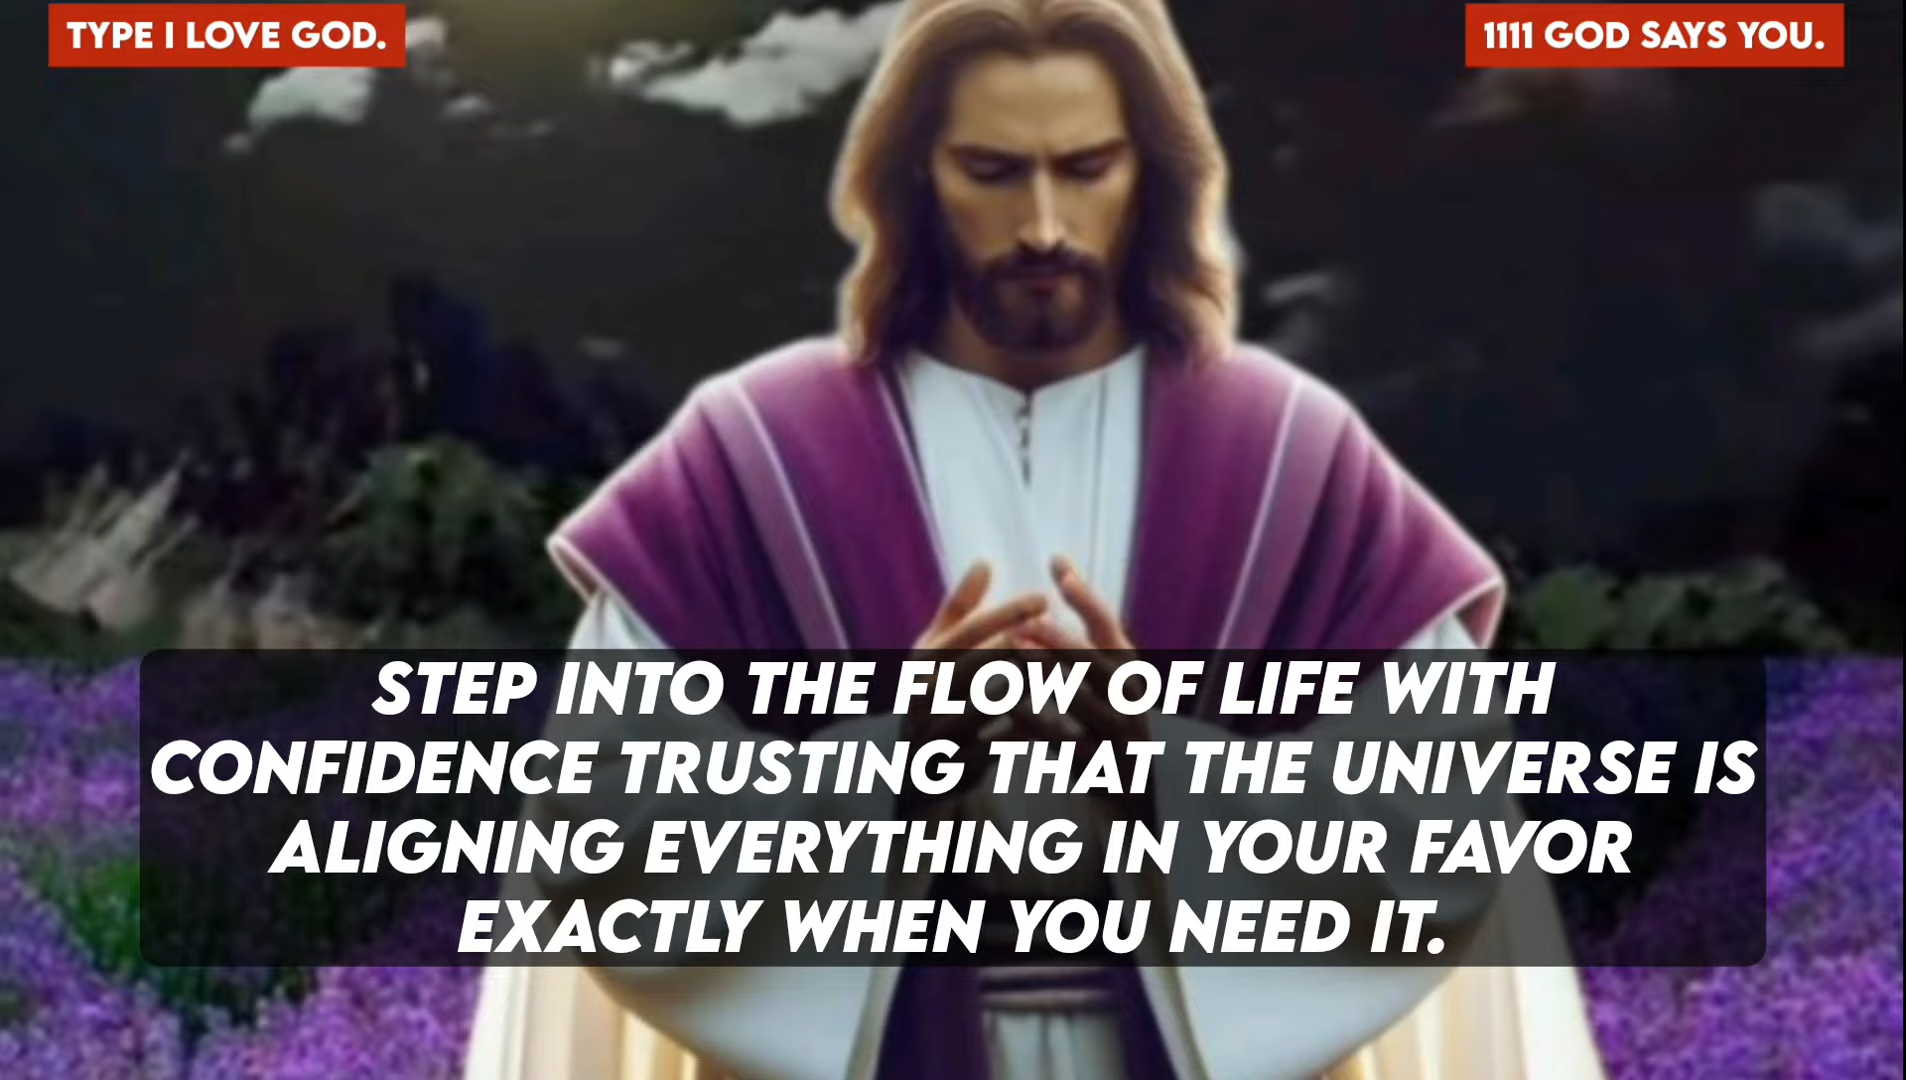 TYPE I LOVE GOD.
1111 GOD SAYS YOU.
STEP INTO THE FLOW OF LIFE WITH
CONFIDENCE TRUSTING THAT THE UNIVERSE IS
ALIGNING EVERYTHING IN YOUR FAVOR
EXACTLY WHEN YOU NEED IT.